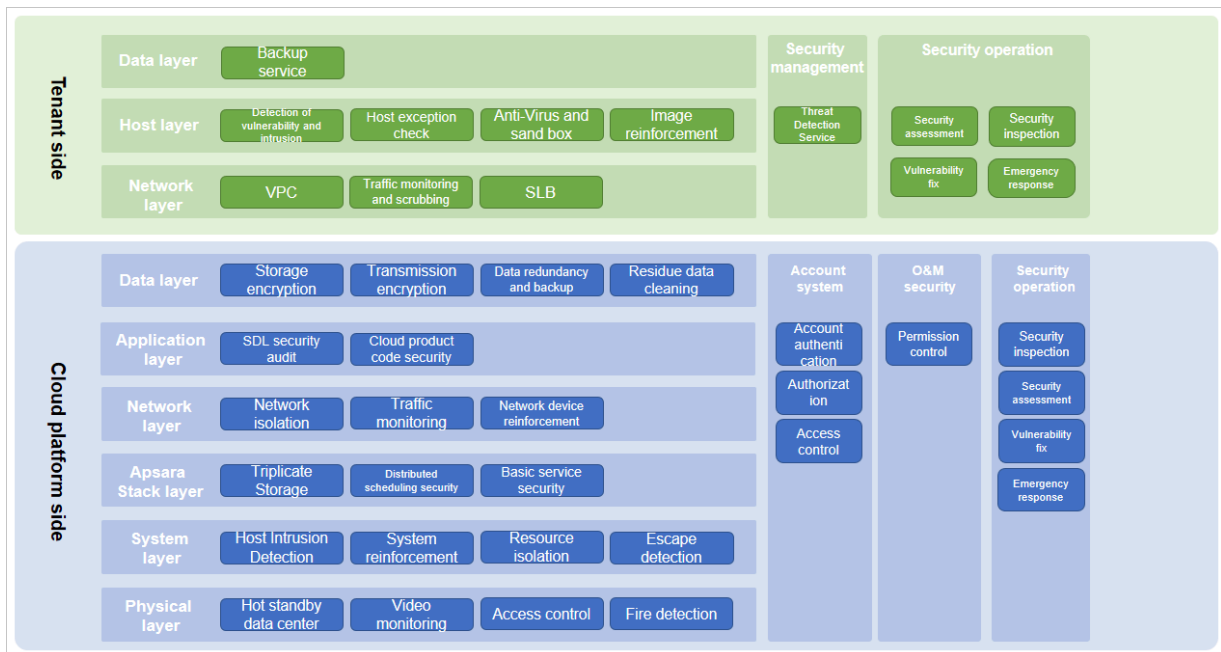 Tenant side
Data layer
Backup
service
Host layer
Detection of
vulnerability and
intrusion
Host exception
check
Anti-Virus and
sand box
Image
reinforcement
Network
layer
VPC
Traffic monitoring
and scrubbing
SLB
Security
management
Threat
Detection
Service
Security operation
Security
assessment
Security
inspection
Vulnerability
fix
Emergency
response
Cloud platform side
Data layer
Storage
encryption
Transmission
encryption
Data redundancy
and backup
Residue data
cleaning
Application
layer
SDL security
audit
Cloud product
code security
Network
layer
Network
isolation
Traffic
monitoring
Network device
reinforcement
Apsara
Stack layer
Triplicate
Storage
Distributed
scheduling security
Basic service
security
System
layer
Host Intrusion
Detection
System
reinforcement
Resource
isolation
Escape
detection
Physical
layer
Hot standby
data center
Video
monitoring
Access control
Fire detection
Account
system
Account
authenti
cation
Authorizat
ion
Access
control
O&M
security
Permission
control
Security
operation
Security
inspection
Security
assessment
Vulnerability
fix
Emergency
response